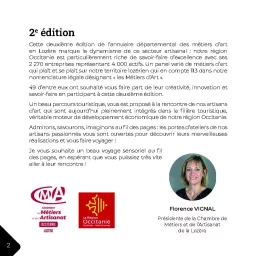 2e édition
Cette deuxième édition de l'annuaire départemental des métiers d'art
en Lozère marque le dynamisme de ce secteur artisanal : notre région
Occitanie est particulièrement riche de savoir-faire d'excellence avec ses
2 270 entreprises représentant 4 000 actifs. Un panel varié de métiers d'art
qui plaît et se plaît sur notre territoire lozérien qui en compte 113 dans notre
nomenclature légale désignant « les Métiers d'Art ».
49 d'entre eux ont souhaité vous faire part de leur créativité, innovation et
savoir-faire en participant à cette deuxième édition.
Un beau parcours touristique, vous est proposé à la rencontre de nos artisans
d'art qui sont aujourd'hui pleinement intégrés dans la filière touristique,
véritable moteur de développement économique de notre région Occitanie.
Admirons, savourons, imaginons au fil des pages : les portes d'ateliers de nos
artisans passionnés vous sont ouvertes pour découvrir leurs merveilleuses
réalisations et vous faire voyager !
Je vous souhaite un beau voyage sensoriel au fil
des pages, en espérant que vous puissiez très vite
aller à leur rencontre !
CMA
Métiers
Artisanat
La Région
Occitanie
Florence VIGNAL
Présidente de la Chambre de
Métiers et de l'Artisanat
de la Lozère
2